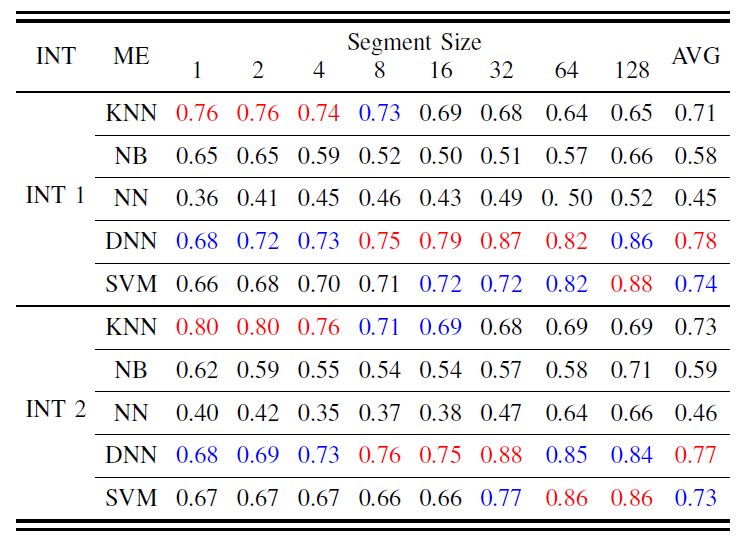 INT ME Segment Size AVG
1 2 4 8 16 32 64 128
INT 1
KNN 0.76 0.76 0.74 0.73 0.69 0.68 0.64 0.65 0.71
NB 0.65 0.65 0.59 0.52 0.50 0.51 0.57 0.66 0.58
NN 0.36 0.41 0.45 0.46 0.43 0.49 0. 50 0.52 0.45
DNN 0.68 0.72 0.73 0.75 0.79 0.87 0.82 0.86 0.78
SVM 0.66 0.68 0.70 0.71 0.72 0.72 0.82 0.88 0.74
INT 2
KNN 0.80 0.80 0.76 0.71 0.69 0.68 0.69 0.69 0.73
NB 0.62 0.59 0.55 0.54 0.54 0.57 0.58 0.71 0.59
NN 0.40 0.42 0.35 0.37 0.38 0.47 0.64 0.66 0.46
DNN 0.68 0.69 0.73 0.76 0.75 0.88 0.85 0.84 0.77
SVM 0.67 0.67 0.67 0.66 0.66 0.77 0.86 0.86 0.73